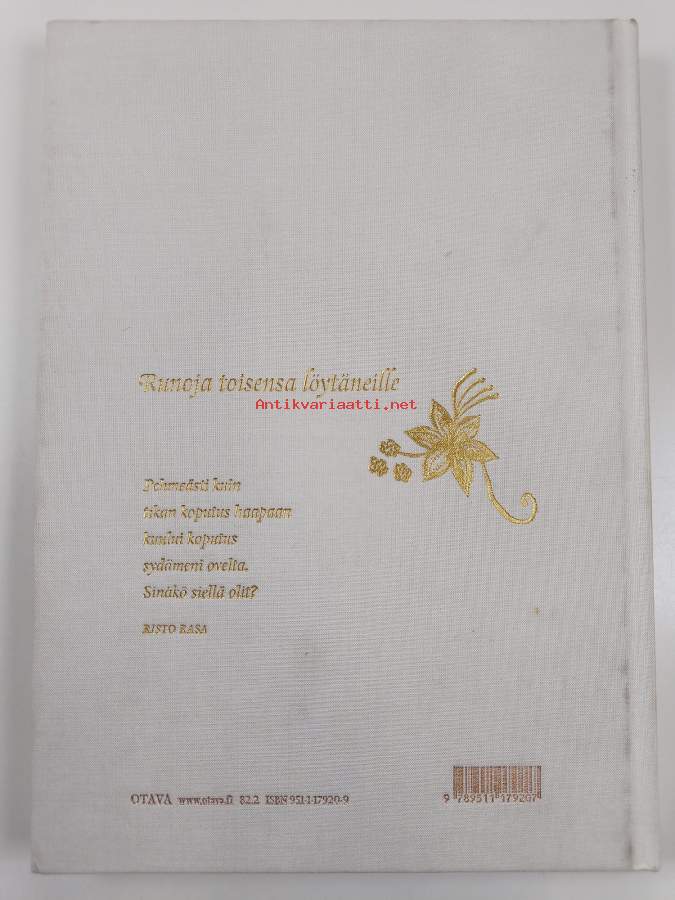 Runoja toisensa löytäneille
Antikvariaatti.net
Pehmeästi kuin
tikan koputus haapaan
kuului koputus
sydämeni ovelta.
Sinäkö siellä olit?
RISTO RASA
OTAVA www.otava.fi 82.2 ISBN 951-1-17920-9
9 789511 179207